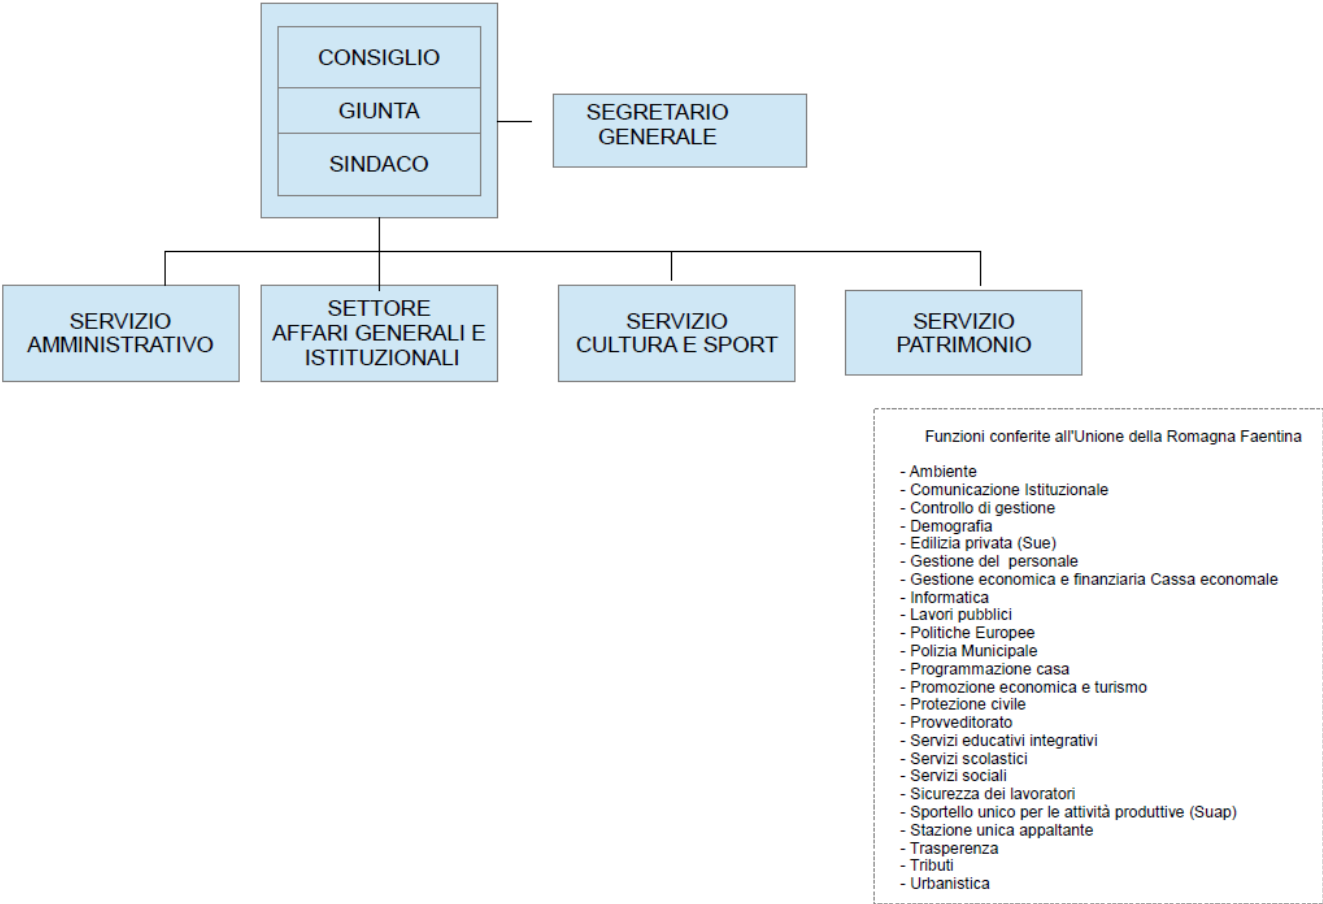 CONSIGLIO
GIUNTA
SINDACO
SEGRETARIO
GENERALE
SERVIZIO
AMMINISTRATIVO
SETTORE
AFFARI GENERALI E
ISTITUZIONALI
SERVIZIO
CULTURA E SPORT
SERVIZIO
PATRIMONIO
Funzioni conferite all'Unione della Romagna Faentina
- Ambiente
- Comunicazione Istituzionale
- Controllo di gestione
- Demografia
- Edilizia privata (Sue)
- Gestione del personale
- Gestione economica e finanziaria Cassa economale
- Informatica
- Lavori pubblici
- Politiche Europee
- Polizia Municipale
- Programmazione casa
- Promozione economica e turismo
- Protezione civile
- Provveditorato
- Servizi educativi integrativi
- Servizi scolastici
- Servizi sociali
- Sicurezza dei lavoratori
- Sportello unico per le attività produttive (Suap)
- Stazione unica appaltante
- Trasperenza
- Tributi
- Urbanistica